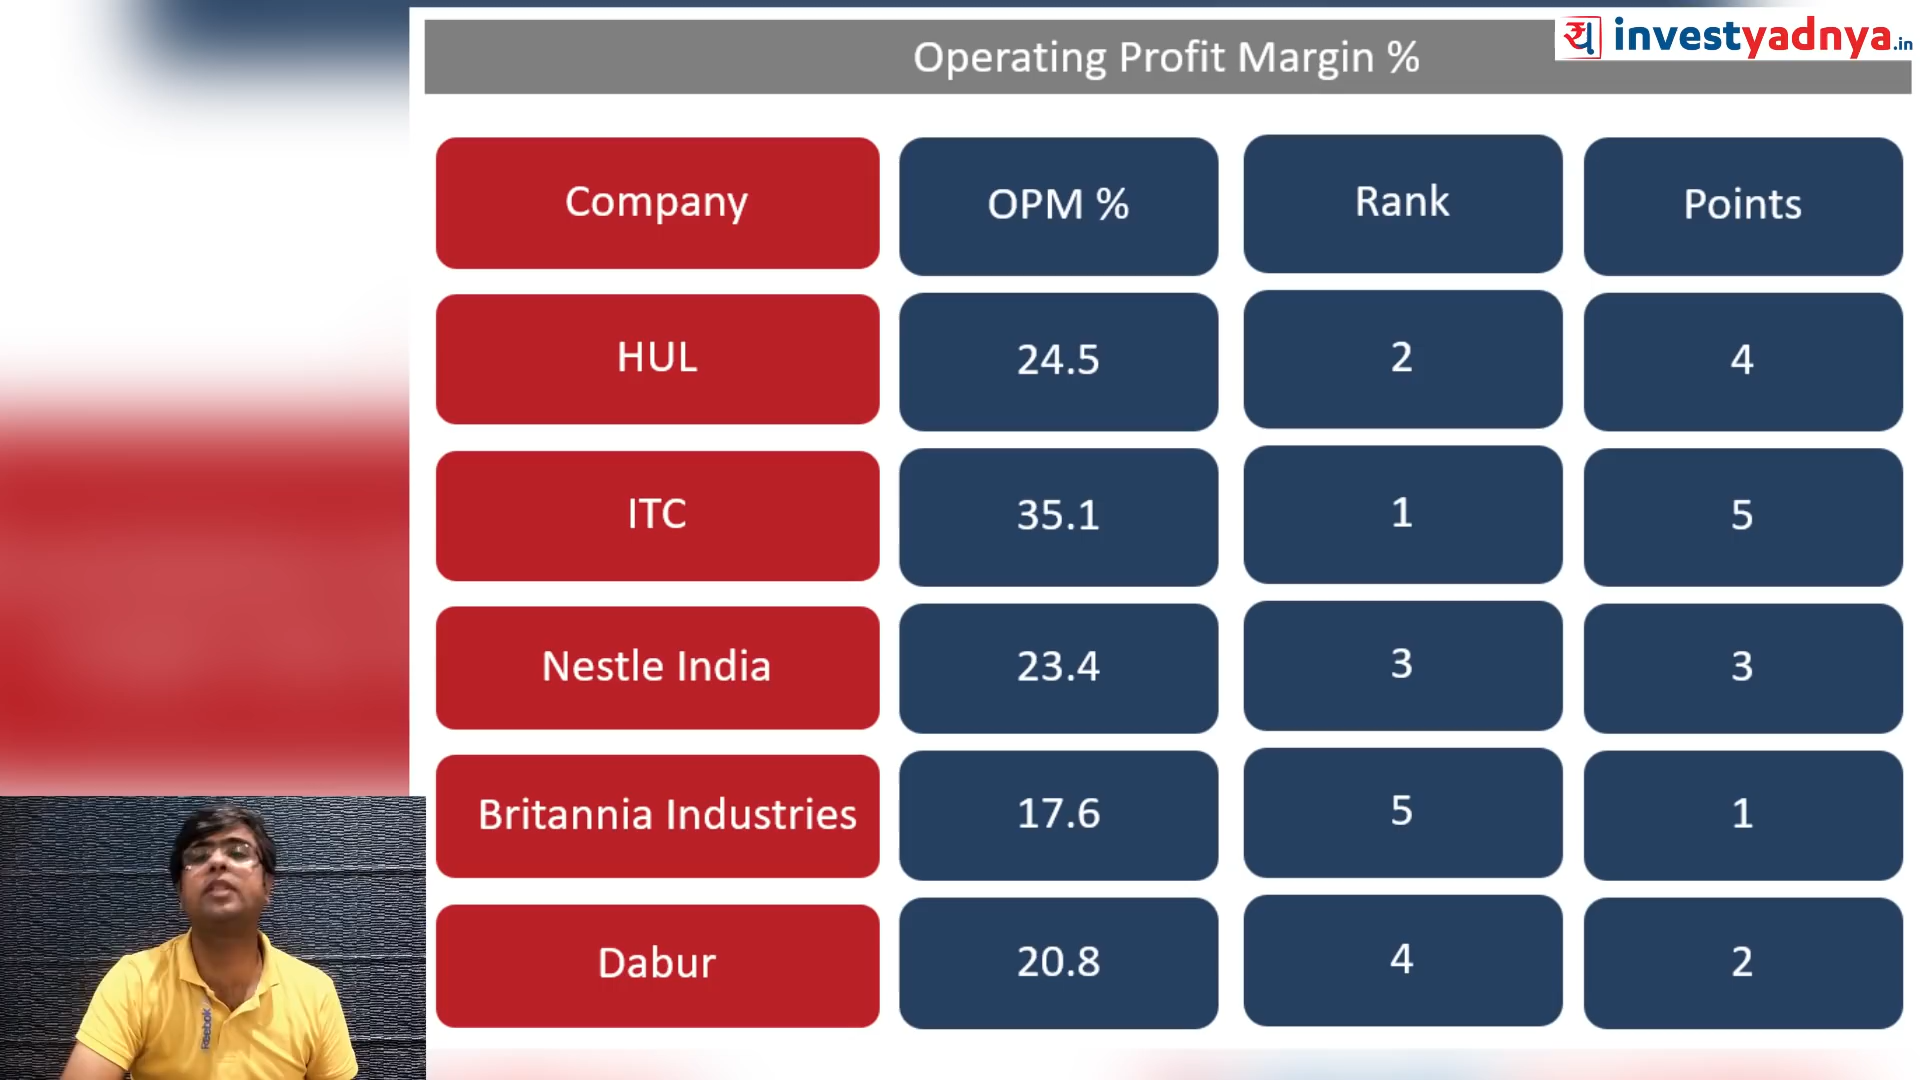 Operating Profit Margin %
investyadnya.in
Company OPM % Rank Points
HUL 24.5 2 4
ITC 35.1 1 5
Nestle India 23.4 3 3
Britannia Industries 17.6 5 1
Dabur 20.8 4 2
Reebok